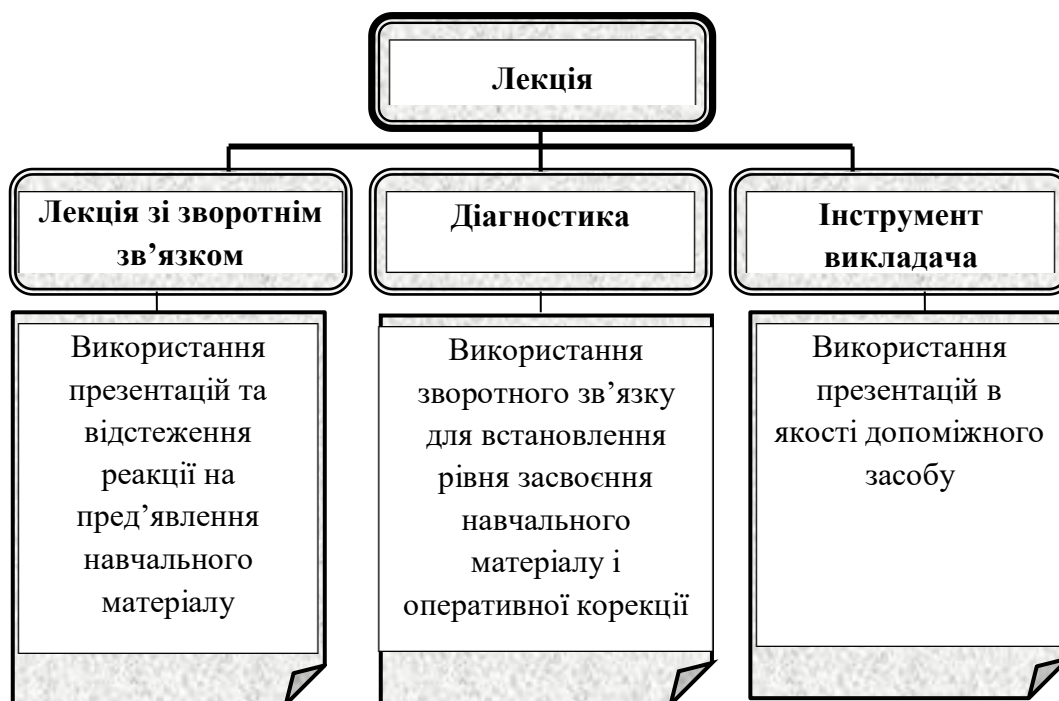 Лекція
Лекція зі зворотнім
зв’язком
Діагностика
Інструмент
викладача
Використання
презентацій та
відстеження
реакції на
пред’явлення
навчального
матеріалу
Використання
зворотного зв’язку
для встановлення
рівня засвоєння
навчального
матеріалу і
оперативної корекції
Використання
презентацій в
якості допоміжного
засобу